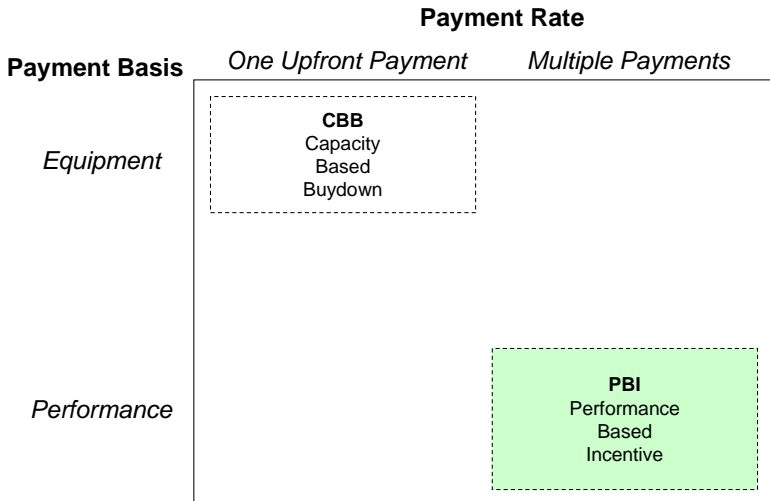 Payment Rate
Payment Basis
One Upfront Payment
Multiple Payments
Equipment
CBB
Capacity
Based
Buydown
Performance
PBI
Performance
Based
Incentive